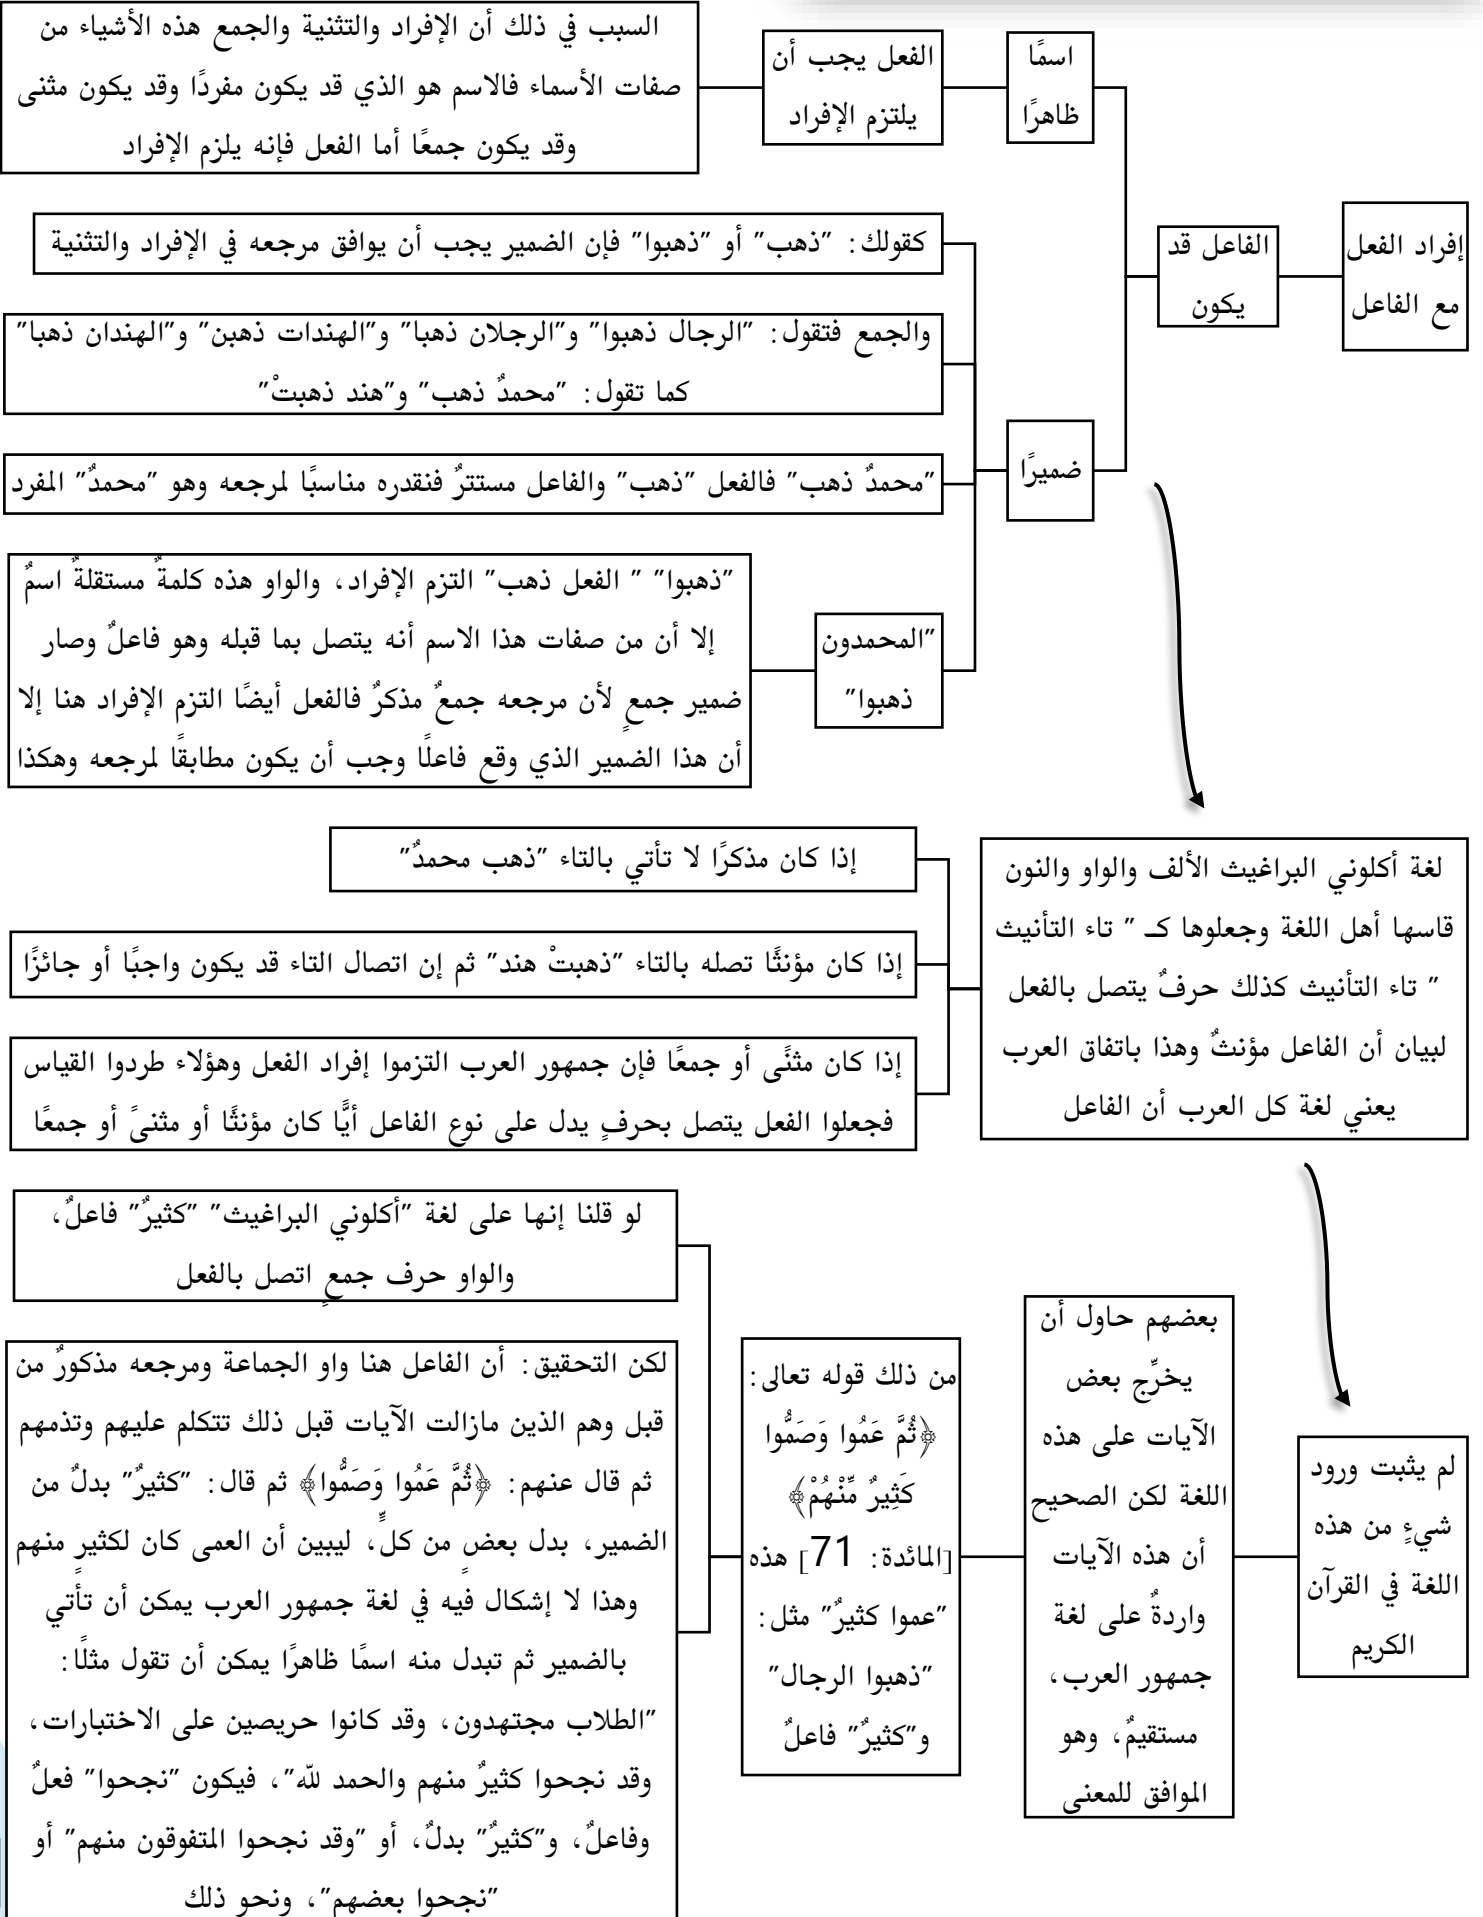 إفراد الفعل
مع الفاعل
الفاعل قد
يكون
اسمًا
ظاهرًا
الفعل يجب أن
يلتزم الإفراد
السبب في ذلك أن الإفراد والتثنية والجمع هذه الأشياء من
صفات الأسماء فالاسم هو الذي قد يكون مفردًا وقد يكون مثنى
وقد يكون جمعًا أما الفعل فإنه يلزم الإفراد
ضميرًا
كقولك: "ذهب" أو "ذهبوا" فإن الضمير يجب أن يوافق مرجعه في الإفراد والتثنية
والجمع فتقول: "الرجال ذهبوا" و"الرجلان ذهبا" و"الهندات ذهبن" و"الهندان ذهبا"
كما تقول: "محمدٌ ذهب" و"هند ذهبتْ"
"محمدٌ ذهب" فالفعل "ذهب" والفاعل مستترٌ فنقدره مناسبًا لمرجعه وهو "محمدٌ" المفرد
"المحمدون
ذهبوا"
"ذهبوا" " الفعل ذهب" التزم الإفراد، والواو هذه كلمةٌ مستقلةٌ اسمٌ
إلا أن من صفات هذا الاسم أنه يتصل بما قبله وهو فاعلٌ وصار
ضمير جمعٍ لأن مرجعه جمعٌ مذكرٌ فالفعل أيضًا التزم الإفراد هنا إلا
أن هذا الضمير الذي وقع فاعلًا وجب أن يكون مطابقًا لمرجعه وهكذا
لغة أكلوني البراغيث الألف والواو والنون
قاسها أهل اللغة وجعلوها كـ " تاء التأنيث
" تاء التأنيث كذلك حرفٌ يتصل بالفعل
لبيان أن الفاعل مؤنثٌ وهذا باتفاق العرب
يعني لغة كل العرب أن الفاعل
إذا كان مذكرًا لا تأتي بالتاء "ذهب محمدٌ"
إذا كان مؤنثًا تصله بالتاء "ذهبتْ هند" ثم إن اتصال التاء قد يكون واجبًا أو جائزًا
إذا كان مثنًى أو جمعًا فإن جمهور العرب التزموا إفراد الفعل وهؤلاء طردوا القياس
فجعلوا الفعل يتصل بحرفٍ يدل على نوع الفاعل أيًّا كان مؤنثًا أو مثنىً أو جمعًا
لم يثبت ورود
شيءٍ من هذه
اللغة في القرآن
الكريم
بعضهم حاول أن
يخرِّج بعض
الآيات على هذه
اللغة لكن الصحيح
أن هذه الآيات
واردةٌ على لغة
جمهور العرب،
مستقيمٌ، وهو
الموافق للمعنى
من ذلك قوله تعالى:
﴿ثُمَّ عَمُوا وَصَمُّوا
كَثِيرٌ مِّنْهُمْ﴾
[المائدة: 71] هذه
"عموا كثيرٌ" مثل:
"ذهبوا الرجال"
و"كثيرٌ" فاعلٌ
لو قلنا إنها على لغة "أكلوني البراغيث" "كثيرٌ" فاعلٌ،
والواو حرف جمعٍ اتصل بالفعل
لكن التحقيق: أن الفاعل هنا واو الجماعة ومرجعه مذكورٌ من
قبل وهم الذين مازالت الآيات قبل ذلك تتكلم عليهم وتذمهم
ثم قال عنهم: ﴿ثُمَّ عَمُوا وَصَمُّوا﴾ ثم قال: "كثيرٌ" بدلٌ من
الضمير، بدل بعضٍ من كلٍّ، ليبين أن العمى كان لكثيرٍ منهم
وهذا لا إشكال فيه في لغة جمهور العرب يمكن أن تأتي
بالضمير ثم تبدل منه اسمًا ظاهرًا يمكن أن تقول مثلًا:
"الطلاب مجتهدون، وقد كانوا حريصين على الاختبارات،
وقد نجحوا كثيرٌ منهم والحمد لله"، فيكون "نجحوا" فعلٌ
وفاعلٌ، و"كثيرٌ" بدلٌ، أو "وقد نجحوا المتفوقون منهم" أو
"نجحوا بعضهم"، ونحو ذلك